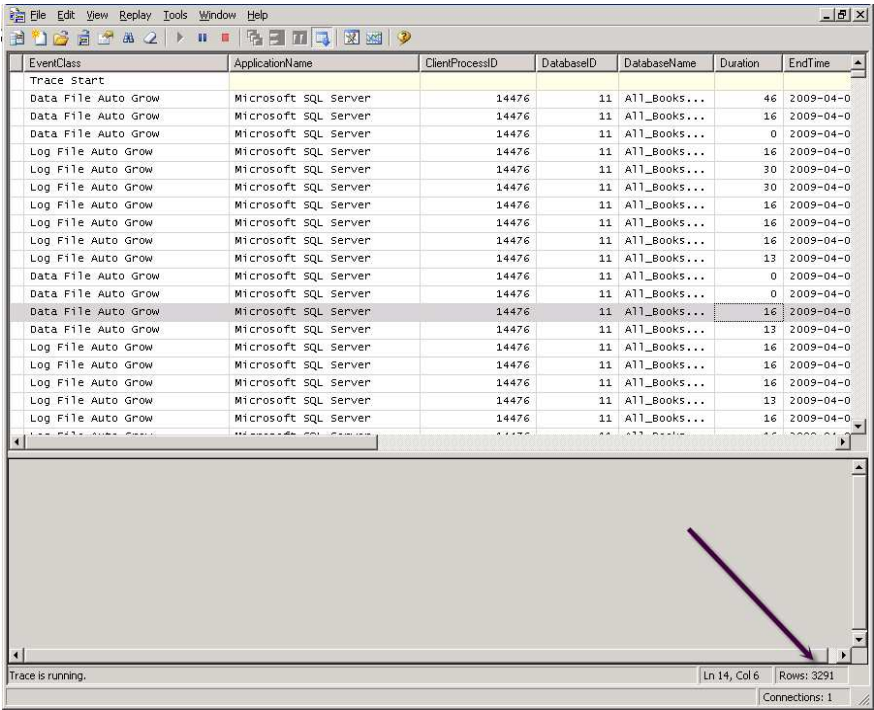 File Edit View Replay Tools Window Help
EventClass ApplicationName ClientProcessID DatabaseID DatabaseName Duration EndTime
Trace Start
Data File Auto Grow Microsoft SQL Server 14476 11 All_Books... 46 2009-04-0
Data File Auto Grow Microsoft SQL Server 14476 11 All_Books... 16 2009-04-0
Data File Auto Grow Microsoft SQL Server 14476 11 All_Books... 0 2009-04-0
Log File Auto Grow Microsoft SQL Server 14476 11 All_Books... 16 2009-04-0
Log File Auto Grow Microsoft SQL Server 14476 11 All_Books... 30 2009-04-0
Log File Auto Grow Microsoft SQL Server 14476 11 All_Books... 30 2009-04-0
Log File Auto Grow Microsoft SQL Server 14476 11 All_Books... 16 2009-04-0
Log File Auto Grow Microsoft SQL Server 14476 11 All_Books... 16 2009-04-0
Log File Auto Grow Microsoft SQL Server 14476 11 All_Books... 16 2009-04-0
Log File Auto Grow Microsoft SQL Server 14476 11 All_Books... 13 2009-04-0
Data File Auto Grow Microsoft SQL Server 14476 11 All_Books... 0 2009-04-0
Data File Auto Grow Microsoft SQL Server 14476 11 All_Books... 0 2009-04-0
Data File Auto Grow Microsoft SQL Server 14476 11 All_Books... 16 2009-04-0
Data File Auto Grow Microsoft SQL Server 14476 11 All_Books... 13 2009-04-0
Log File Auto Grow Microsoft SQL Server 14476 11 All_Books... 16 2009-04-0
Log File Auto Grow Microsoft SQL Server 14476 11 All_Books... 16 2009-04-0
Log File Auto Grow Microsoft SQL Server 14476 11 All_Books... 16 2009-04-0
Log File Auto Grow Microsoft SQL Server 14476 11 All_Books... 13 2009-04-0
Log File Auto Grow Microsoft SQL Server 14476 11 All_Books... 16 2009-04-0
Trace is running. Ln 14, Col 6 Rows: 3291
Connections: 1